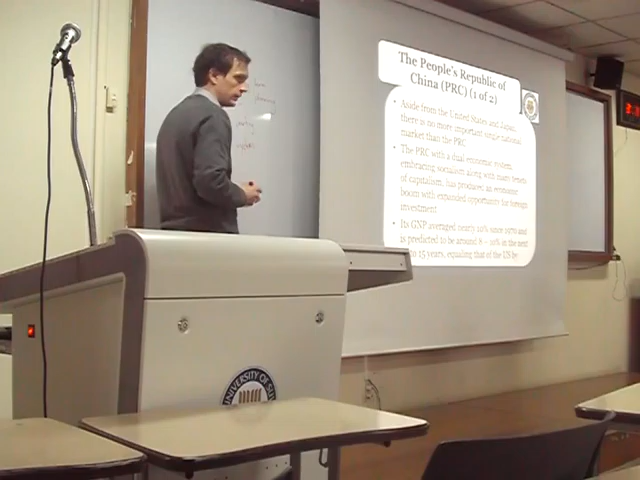 The People's Republic of
China (PRC) (1 of 2)
Aside from the United States and Japan,
there is no more important single national
market than the PRC
The PRC with a dual economic system,
embracing socialism along with many tenets
of capitalism, has produced an economic
boom with expanded opportunity for foreign
investment
Its GNP averaged nearly 10% since 1970 and
is predicted to be around 8 – 10% in the next
to 15 years, equaling that of the US by
UNIVERSITY OF